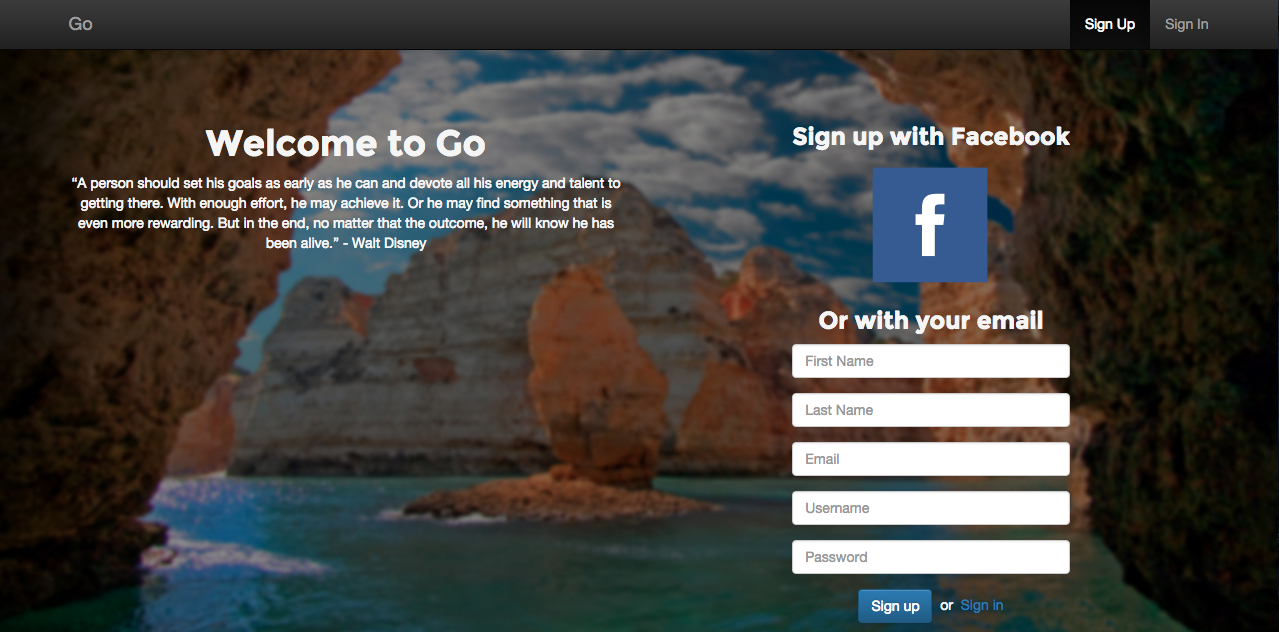 Go
Sign Up
Sign In
Welcome to Go
“A person should set his goals as early as he can and devote all his energy and talent to
getting there. With enough effort, he may achieve it. Or he may find something that is
even more rewarding. But in the end, no matter that the outcome, he will know he has
been alive.” - Walt Disney
Sign up with Facebook
f
Or with your email
First Name
Last Name
Email
Username
Password
Sign up or Sign in